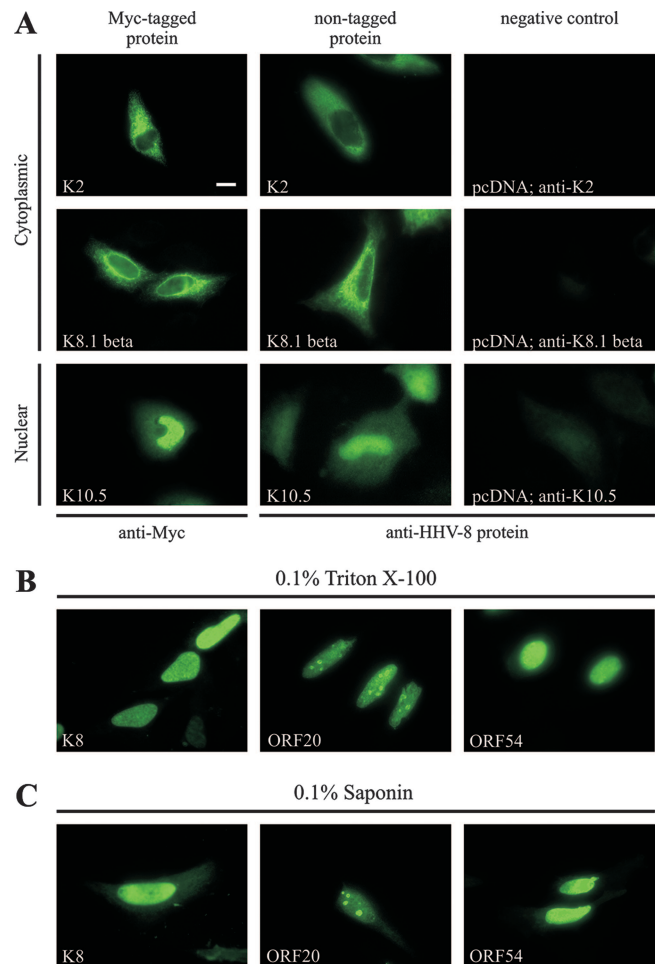 A
Myc-tagged protein
non-tagged protein
negative control
Cytoplasmic
K2
K2
pcDNA; anti-K2
K8.1 beta
K8.1 beta
pcDNA; anti-K8.1 beta
Nuclear
K10.5
K10.5
pcDNA; anti-K10.5
anti-Myc
anti-HHV-8 protein
B
0.1% Triton X-100
K8
ORF20
ORF54
C
0.1% Saponin
K8
ORF20
ORF54